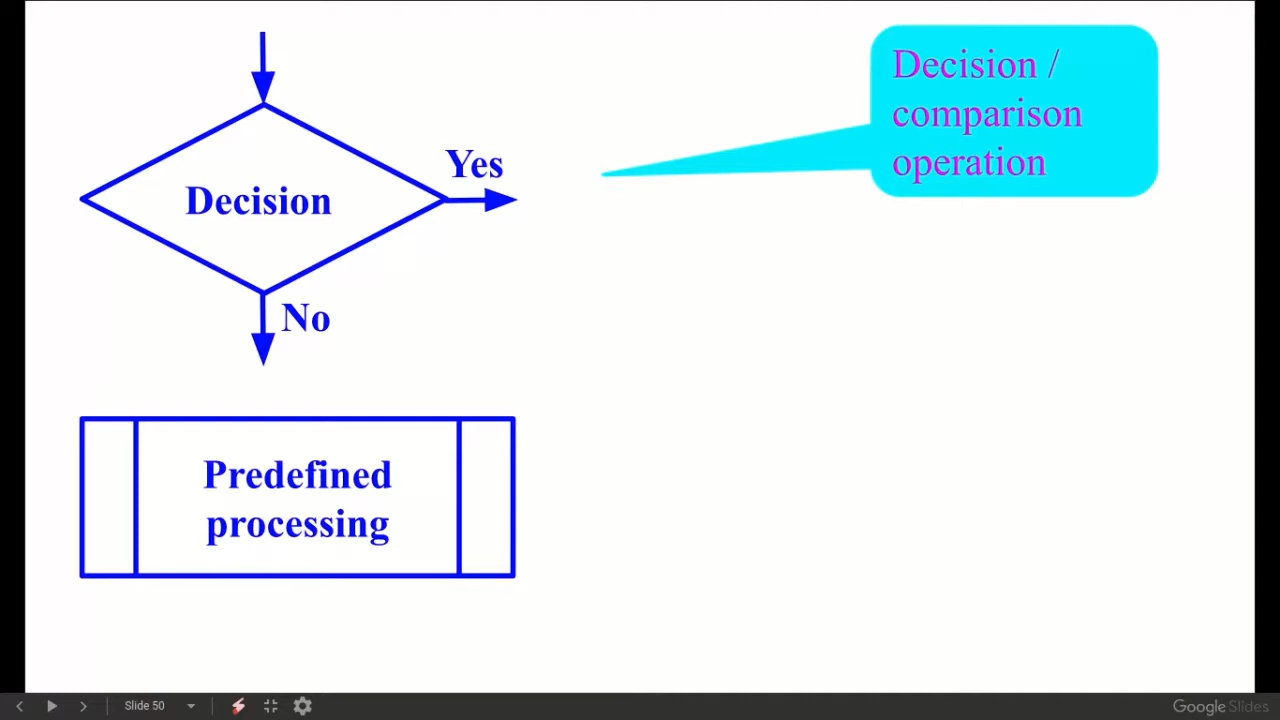 Decision /
comparison
operation
Yes
Decision
No
Predefined
processing
Slide 50
Google Slides